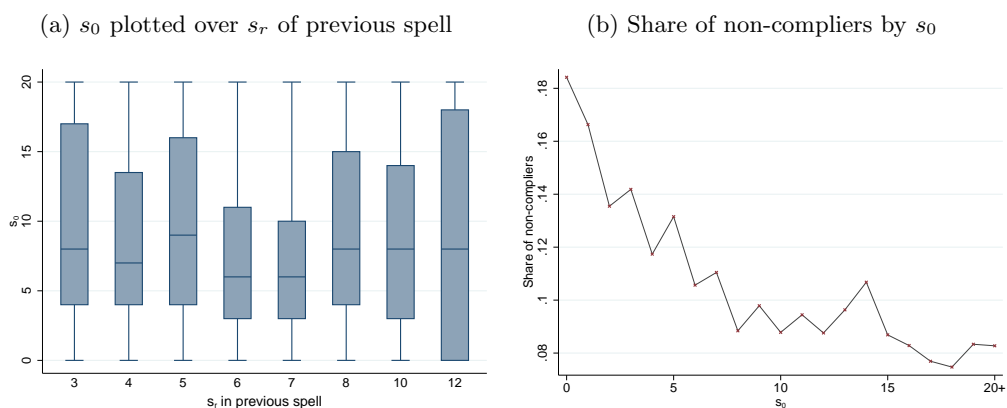 (a) s₀ plotted over sᵣ of previous spell
20
15
s₀
10
5
0
3 4 5 6 7 8 10 12
sᵣ in previous spell
(b) Share of non-compliers by s₀
.18
.16
.14
Share of non-compliers
.12
.1
.08
0 5 10 15 20+
s₀